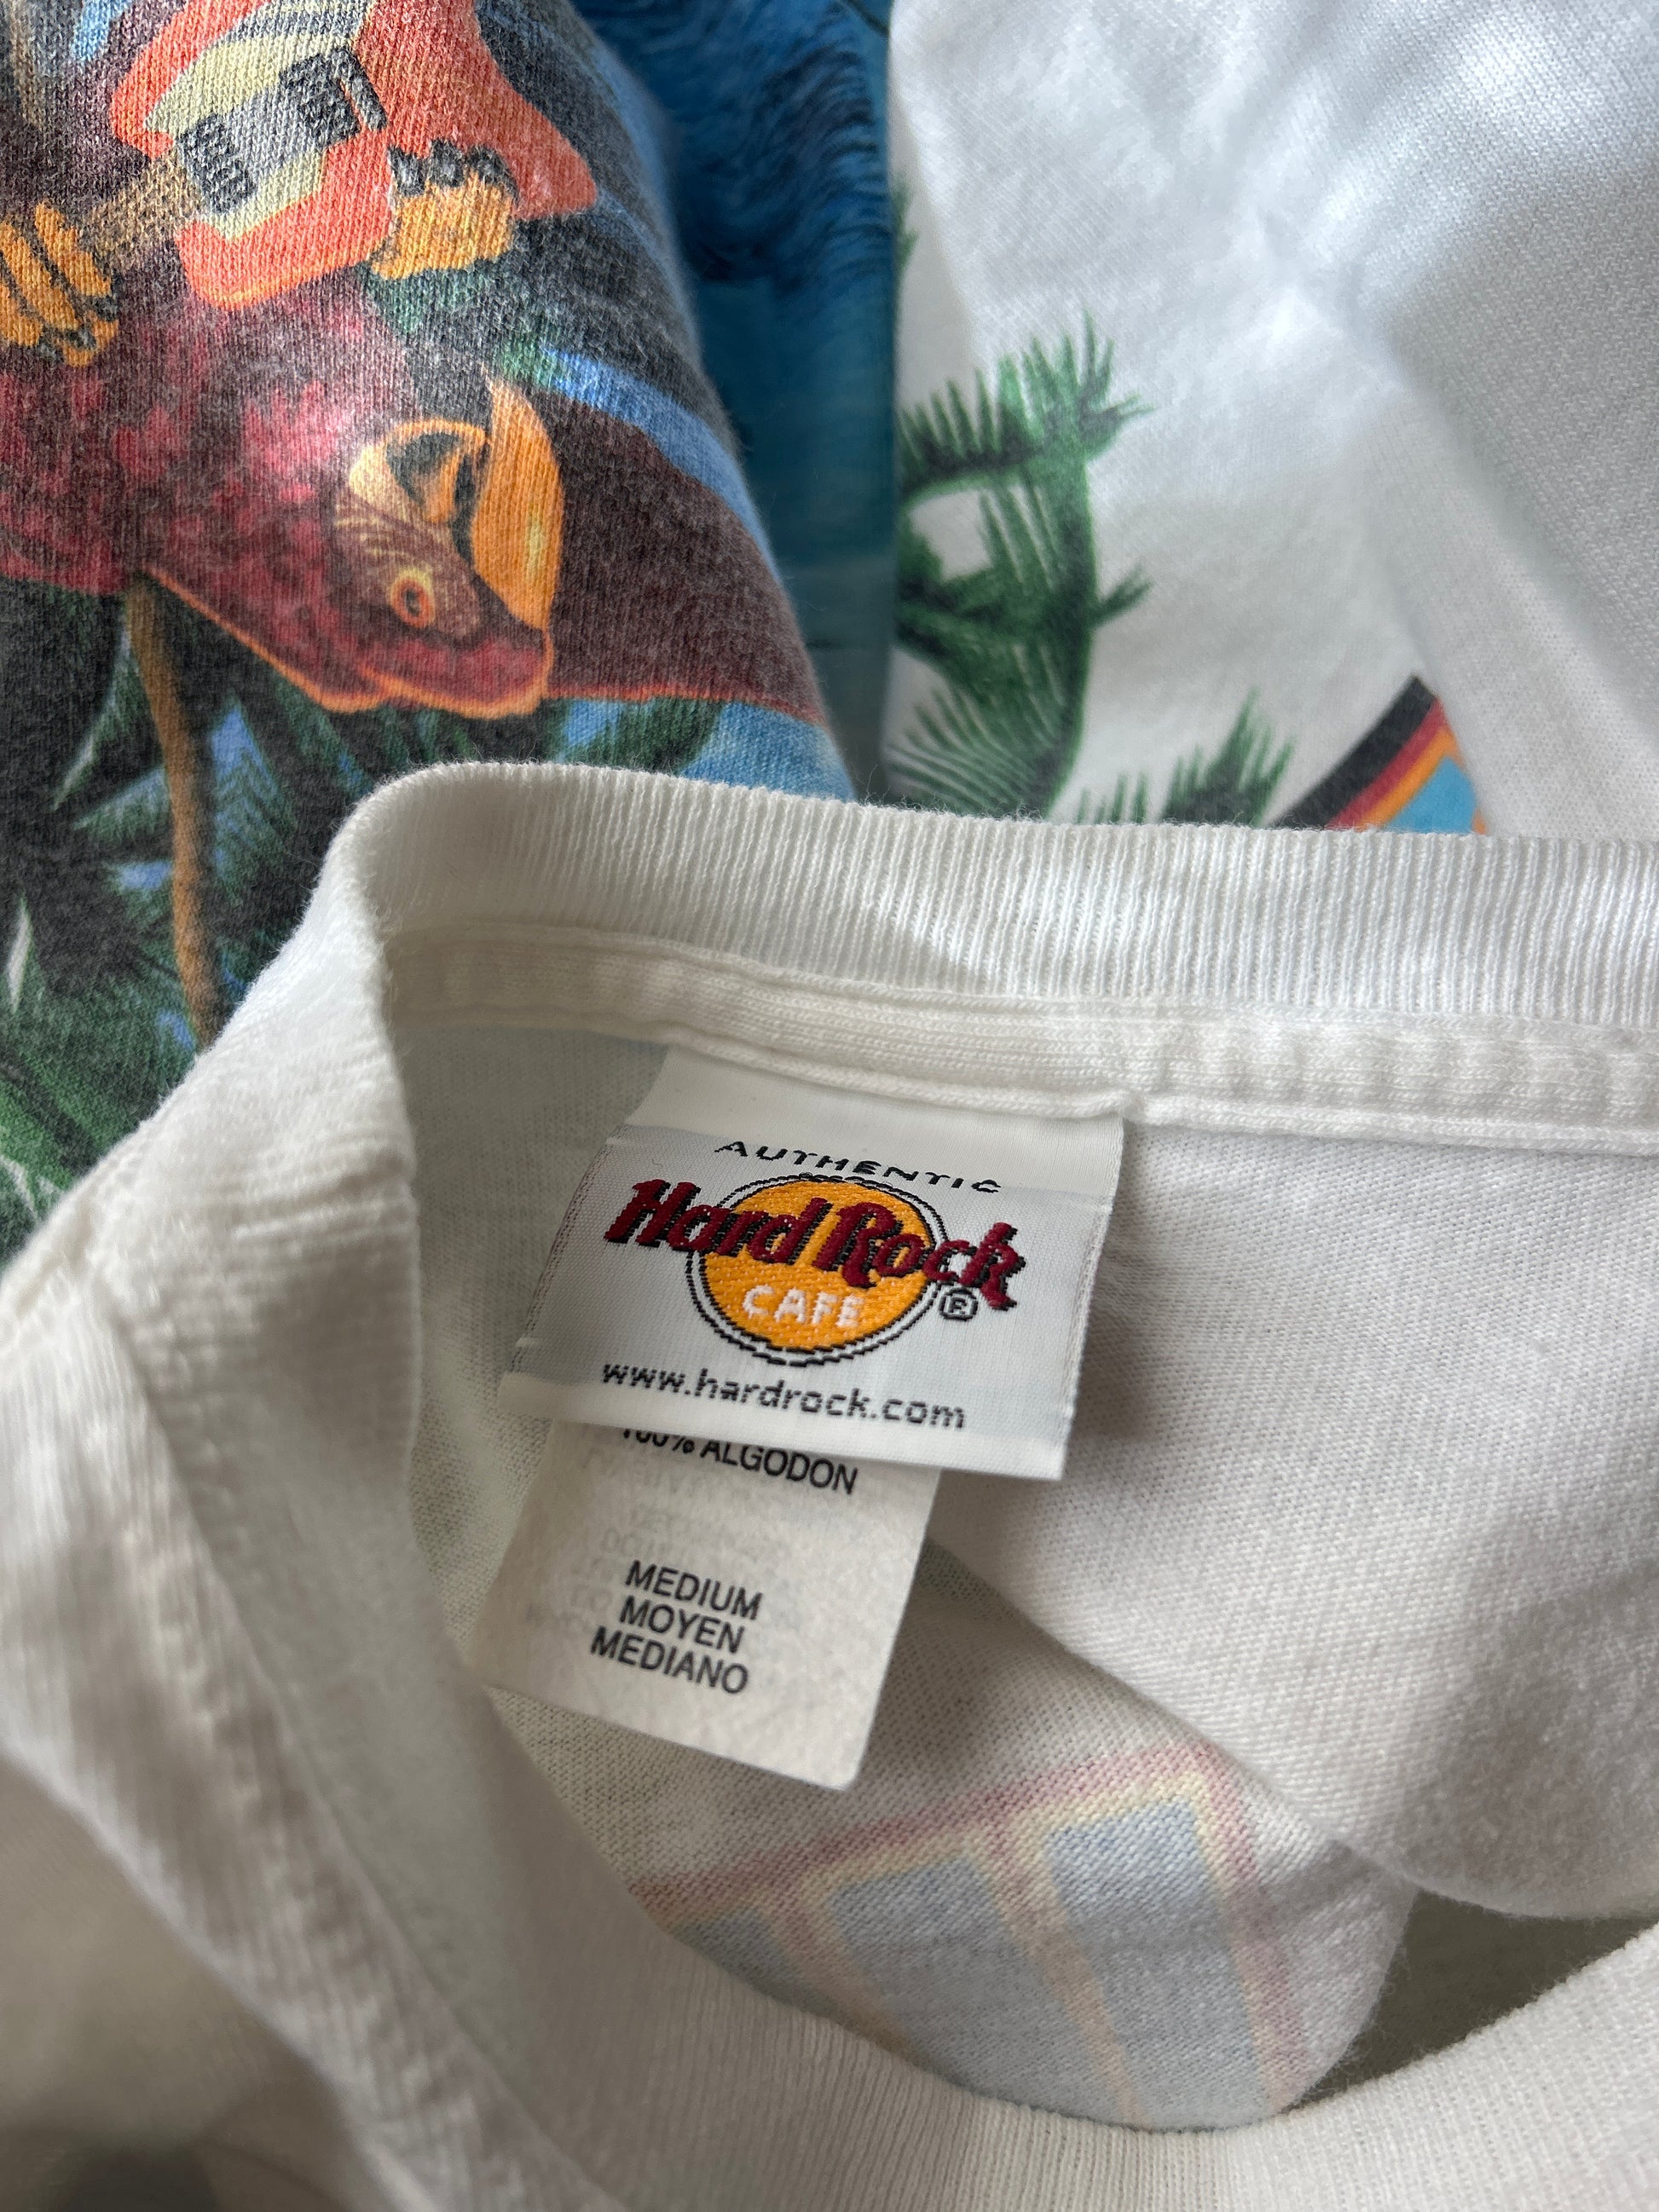 AUTHENTIC
Hard Rock
CAFE
®
www.hardrock.com
100% ALGODON
MEDIUM
MOYEN
MEDIANO